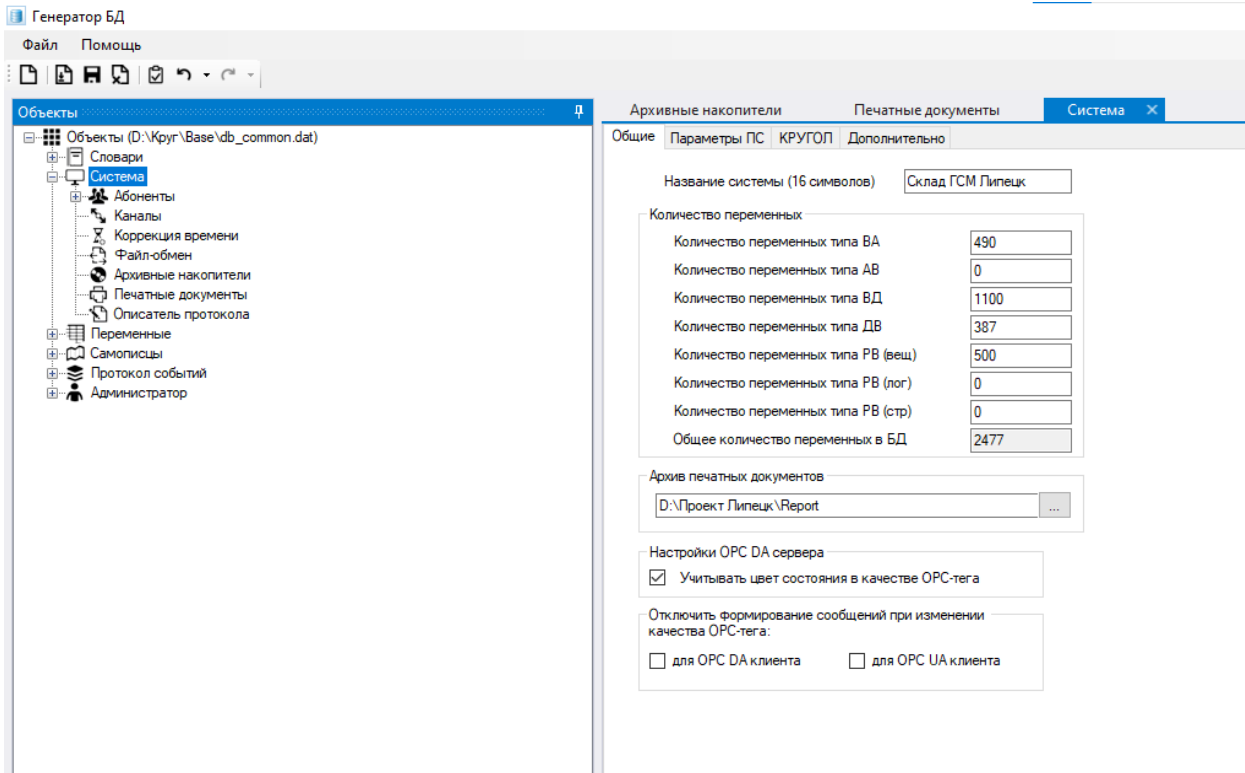 Генератор БД
Файл Помощь
Объекты
Объекты (D:\Круг\Base\db_common.dat)
Словари
Система
Абоненты
Каналы
Коррекция времени
Файл-обмен
Архивные накопители
Печатные документы
Описатель протокола
Переменные
Самописцы
Протокол событий
Администратор
Архивные накопители Печатные документы Система
Общие Параметры ПС КРУГОЛ Дополнительно
Название системы (16 символов) Склад ГСМ Липецк
Количество переменных
Количество переменных типа ВА 490
Количество переменных типа АВ 0
Количество переменных типа ВД 1100
Количество переменных типа ДВ 387
Количество переменных типа РВ (вещ) 500
Количество переменных типа РВ (лог) 0
Количество переменных типа РВ (стр) 0
Общее количество переменных в БД 2477
Архив печатных документов
D:\Проект Липецк\Report ...
Настройки OPC DA сервера
Учитывать цвет состояния в качестве OPC-тега
Отключить формирование сообщений при изменении
качества OPC-тега:
для OPC DA клиента для OPC UA клиента